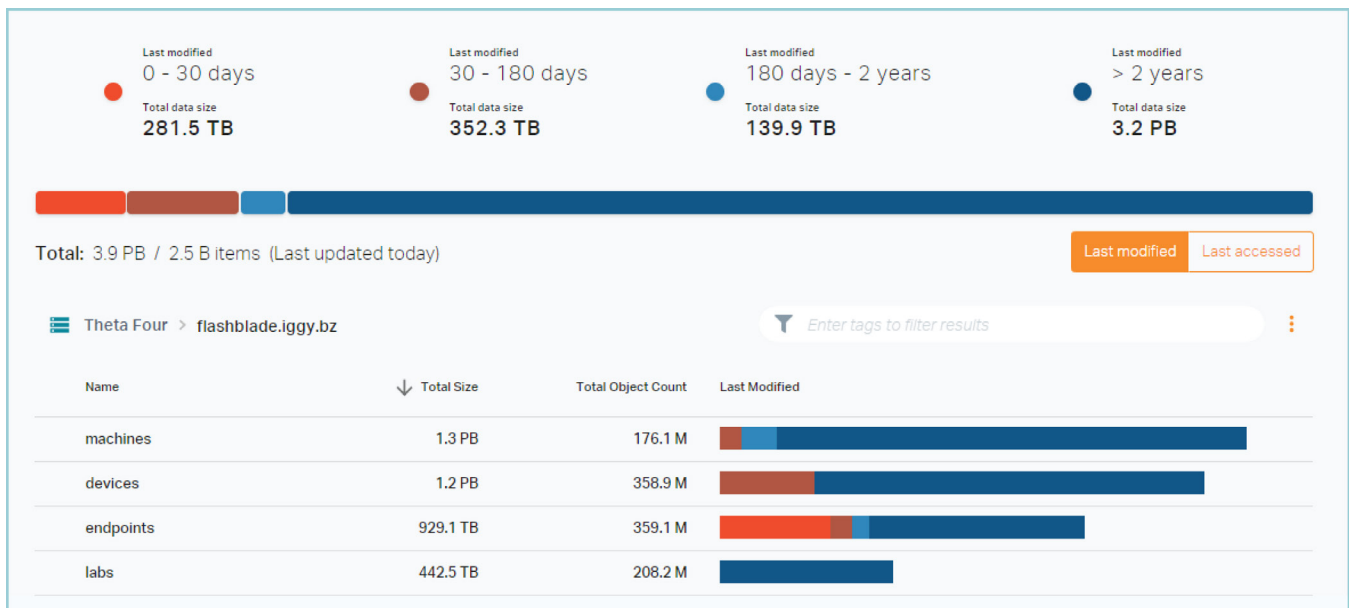 Last modified
0 - 30 days
Total data size
281.5 TB
Last modified
30 - 180 days
Total data size
352.3 TB
Last modified
180 days - 2 years
Total data size
139.9 TB
Last modified
> 2 years
Total data size
3.2 PB
Total: 3.9 PB / 2.5 B items (Last updated today)
Last modified Last accessed
Theta Four > flashblade.iggy.bz
Enter tags to filter results
Name Total Size Total Object Count Last Modified
machines 1.3 PB 176.1 M
devices 1.2 PB 358.9 M
endpoints 929.1 TB 359.1 M
labs 442.5 TB 208.2 M